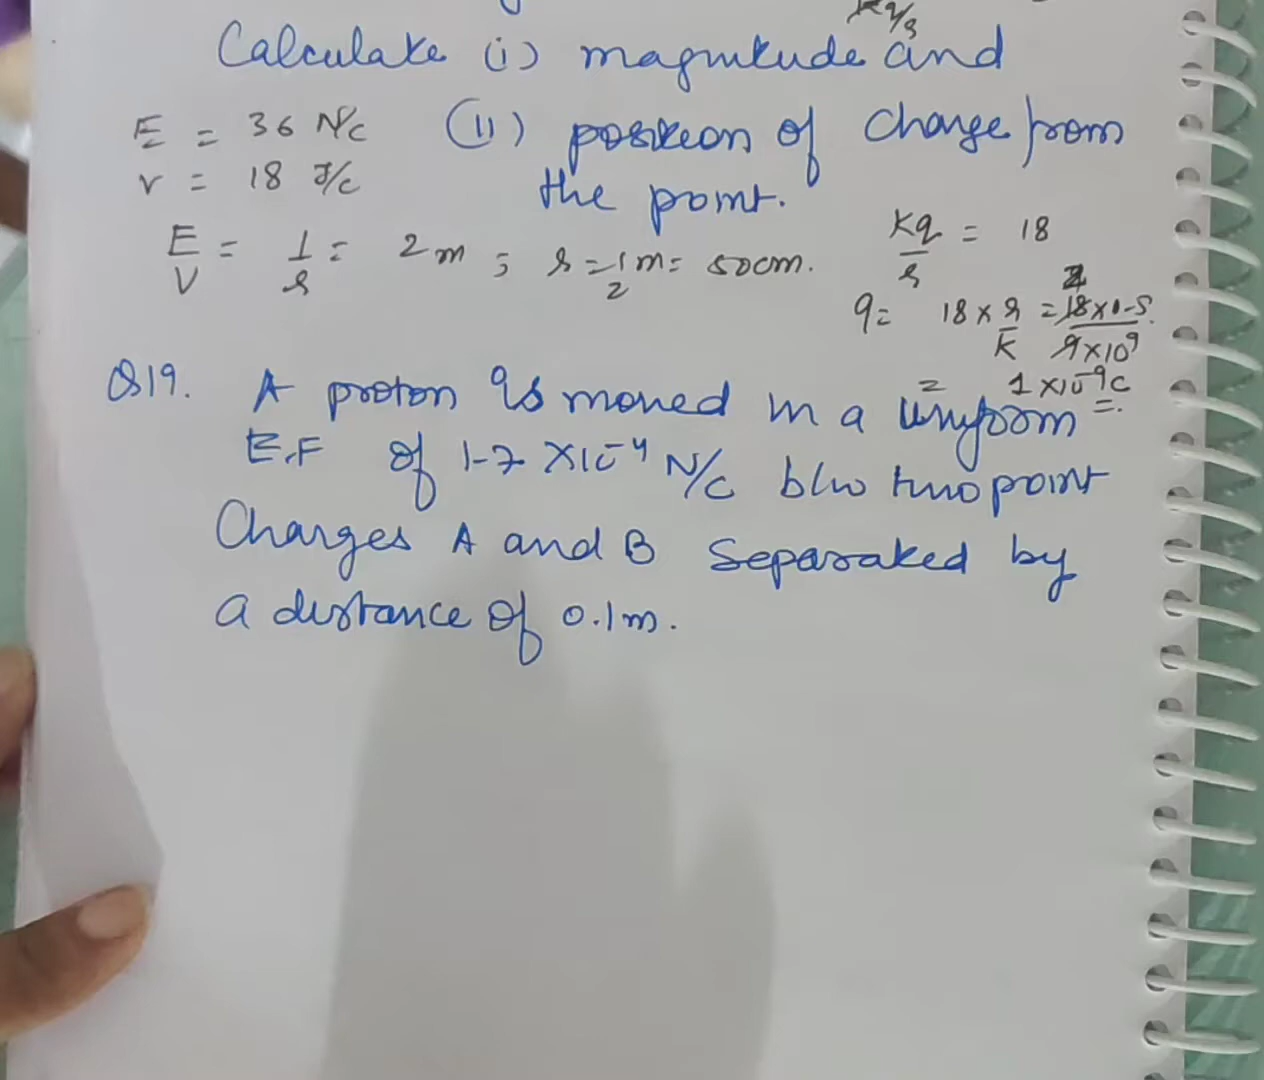 Kq/r
Calculate (i) magnitude and
E = 36 N/C (ii) position of charge from
V = 18 J/C the point.
E/V = 1/r = 2 m ; r = 1/2 m = 50cm. Kq/r = 18
q = 18 × r/K = 18×0.5/9×10⁹
= 1×10⁻⁹C
Q19. A proton is moved in a uniform
E.F of 1.7 ×10⁻⁴ N/C b/w two point
Charges A and B Separated by
a distance of 0.1m.